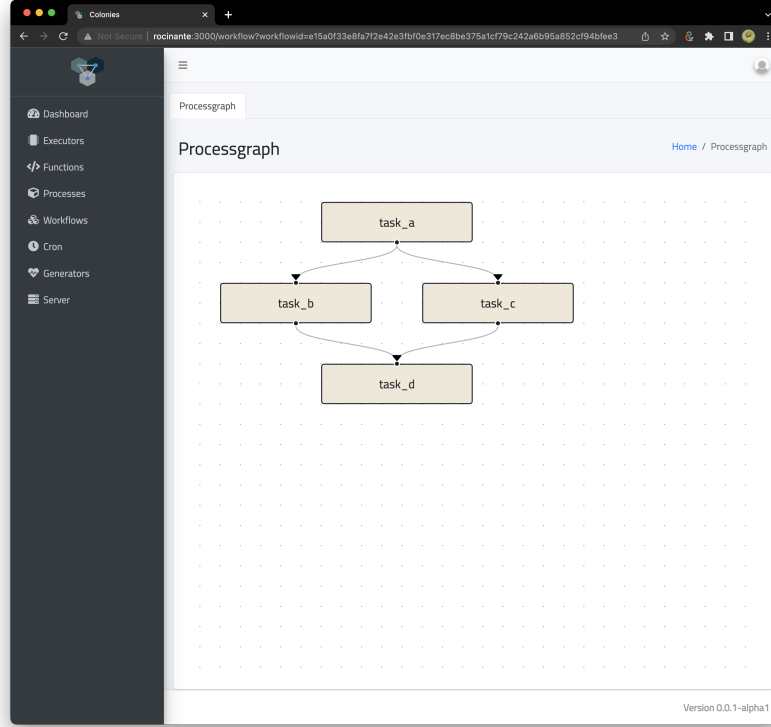 Colonies
Not Secure | rocinante:3000/workflow?workflowid=e15a0f33e8fa7f2e42e3fbf0e317ec8be375a1cf79c242a6b95a852cf94bfee3
Dashboard
Executors
Functions
Processes
Workflows
Cron
Generators
Server
Processgraph
Processgraph
Home / Processgraph
task_a
task_b
task_c
task_d
Version 0.0.1-alpha1